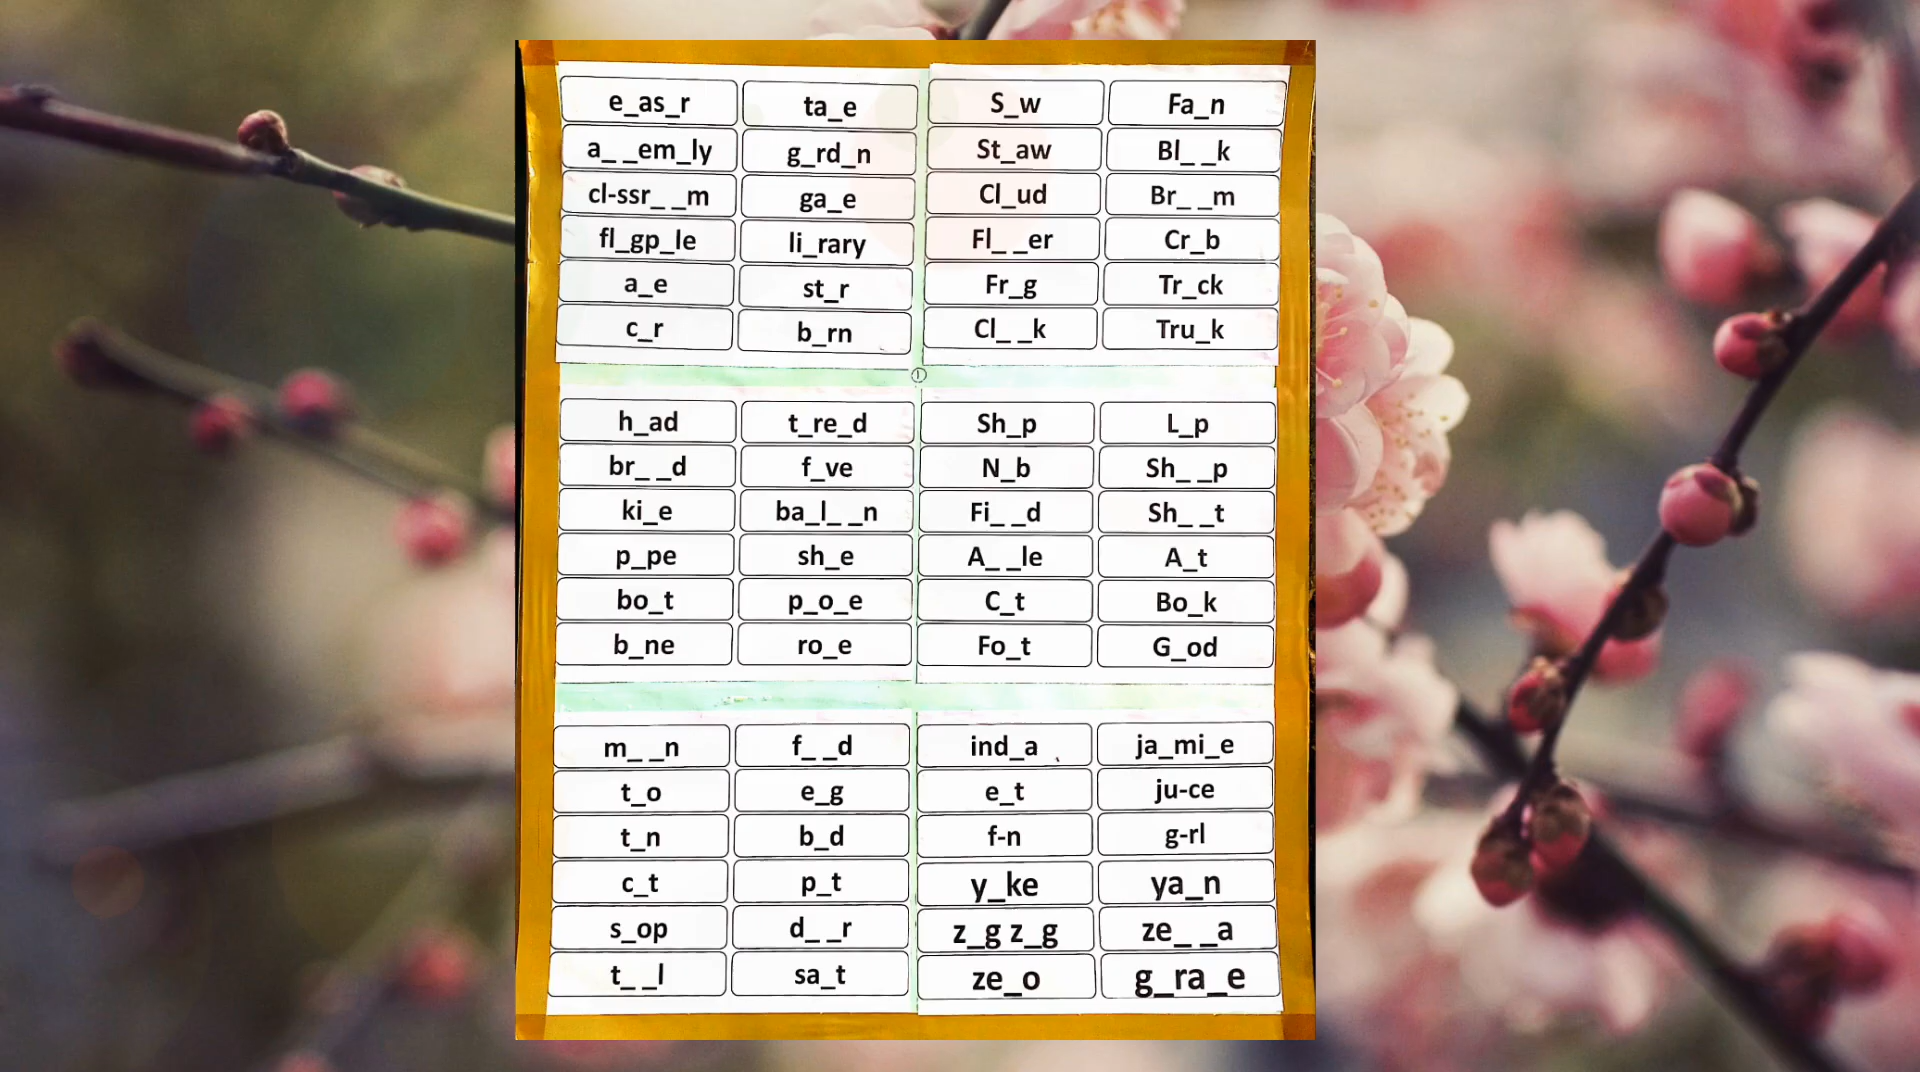 e_as_r ta_e S_w Fa_n
a_ _em_ly g_rd_n St_aw Bl_ _k
cl-ssr_ _m ga_e Cl_ud Br_ _m
fl_gp_le li_rary Fl_ _er Cr_b
a_e st_r Fr_g Tr_ck
c_r b_rn Cl_ _k Tru_k
1
h_ad t_re_d Sh_p L_p
br_ _d f_ve N_b Sh_ _p
ki_e ba_l_ _n Fi_ _d Sh_ _t
p_pe sh_e A_ _le A_t
bo_t p_o_e C_t Bo_k
b_ne ro_e Fo_t G_od
m_ _n f_ _d ind_a ja_mi_e
t_o e_g e_t ju-ce
t_n b_d f-n g-rl
c_t p_t y_ke ya_n
s_op d_ _r z_g z_g ze_ _a
t_ _l sa_t ze_o g_ra_e